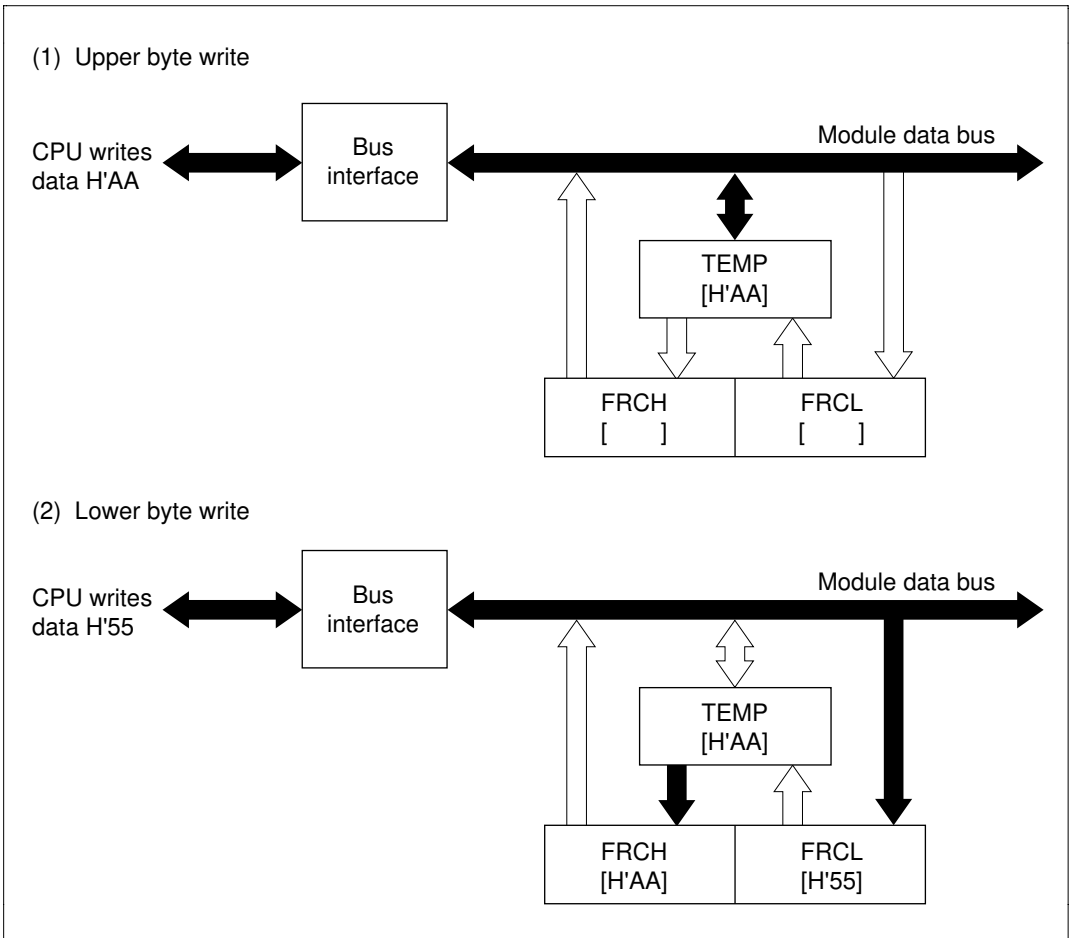 (1) Upper byte write
CPU writes
data H'AA
Bus
interface
Module data bus
TEMP
[H'AA]
FRCH
[ ]
FRCL
[ ]
(2) Lower byte write
CPU writes
data H'55
Bus
interface
Module data bus
TEMP
[H'AA]
FRCH
[H'AA]
FRCL
[H'55]